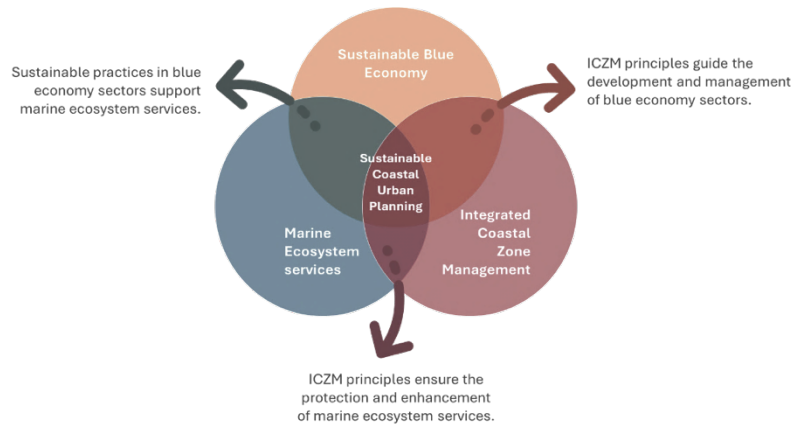 Sustainable Blue
Economy
Sustainable practices in blue
economy sectors support
marine ecosystem services.
ICZM principles guide the
development and management
of blue economy sectors.
Sustainable
Coastal
Urban
Planning
Marine
Ecosystem
services
Integrated
Coastal
Zone
Management
ICZM principles ensure the
protection and enhancement
of marine ecosystem services.